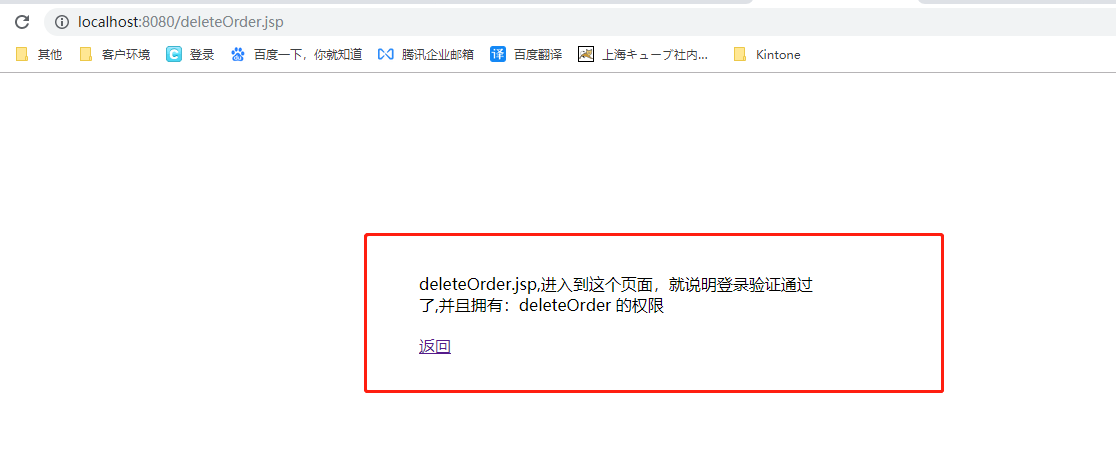 localhost:8080/deleteOrder.jsp
其他 客户环境 登录 百度一下，你就知道 腾讯企业邮箱 译 百度翻译 上海キューブ社内... Kintone
deleteOrder.jsp,进入到这个页面，就说明登录验证通过
了,并且拥有：deleteOrder 的权限
返回